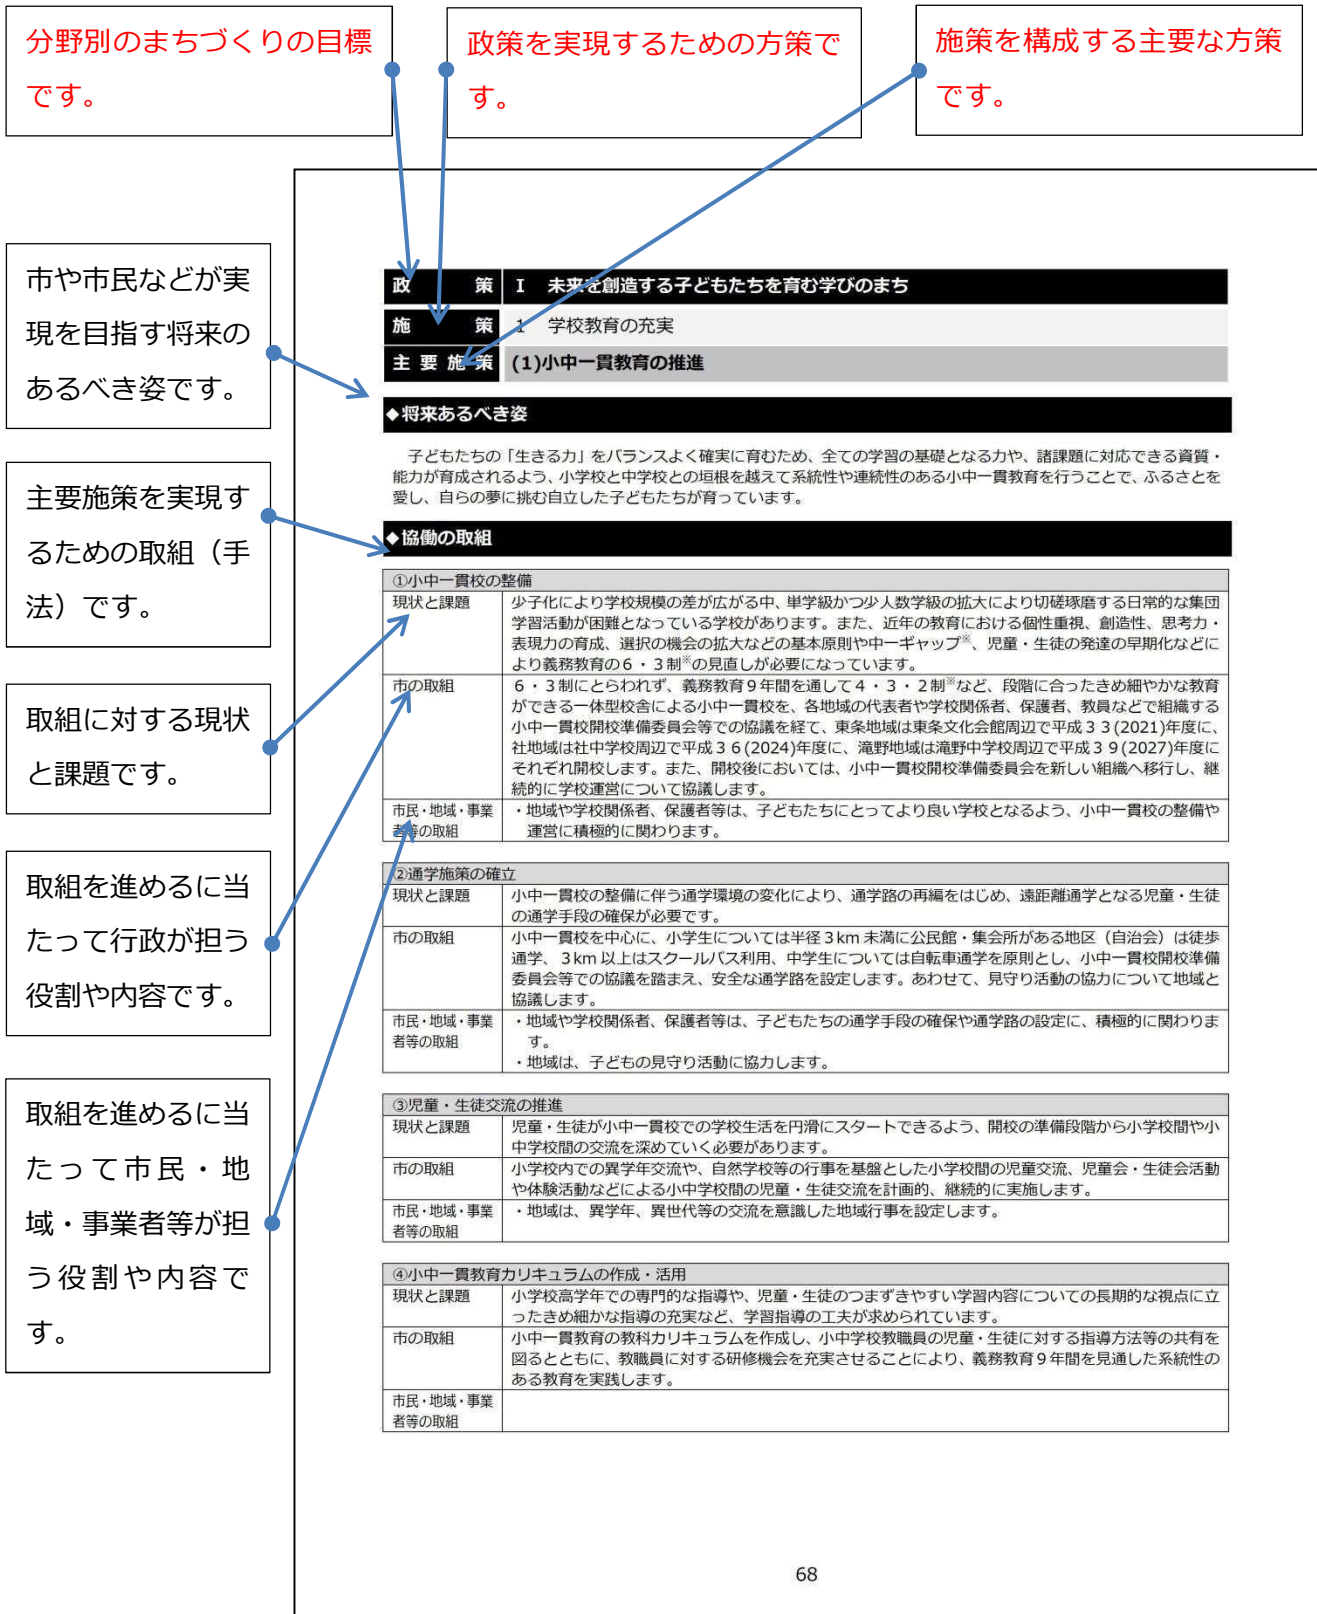 分野別のまちづくりの目標
です。
政策を実現するための方策で
す。
施策を構成する主要な方策
です。
市や市民などが実
現を目指す将来の
あるべき姿です。
主要施策を実現す
るための取組（手
法）です。
取組に対する現状
と課題です。
取組を進めるに当
たって行政が担う
役割や内容です。
取組を進めるに当
たって市民・地
域・事業者等が担
う役割や内容で
す。
政策 Ⅰ 未来を創造する子どもたちを育む学びのまち
施策 1 学校教育の充実
主要施策 (1)小中一貫教育の推進
◆将来あるべき姿
子どもたちの「生きる力」をバランスよく確実に育むため、全ての学習の基礎となる力や、諸課題に対応できる資質・
能力が育成されるよう、小学校と中学校との垣根を越えて系統性や連続性のある小中一貫教育を行うことで、ふるさとを
愛し、自らの夢に挑む自立した子どもたちが育っています。
◆協働の取組
①小中一貫校の整備
現状と課題 少子化により学校規模の差が広がる中、単学級かつ少人数学級の拡大により切磋琢磨する日常的な集団
学習活動が困難となっている学校があります。また、近年の教育における個性重視、創造性、思考力・
表現力の育成、選択の機会の拡大などの基本原則や中一ギャップ※、児童・生徒の発達の早期化などに
より義務教育の６・３制※の見直しが必要になっています。
市の取組 ６・３制にとらわれず、義務教育９年間を通して４・３・２制※など、段階に合ったきめ細やかな教育
ができる一体型校舎による小中一貫校を、各地域の代表者や学校関係者、保護者、教員などで組織する
小中一貫校開校準備委員会等での協議を経て、東条地域は東条文化会館周辺で平成３３(2021)年度に、
社地域は社中学校周辺で平成３６(2024)年度に、滝野地域は滝野中学校周辺で平成３９(2027)年度に
それぞれ開校します。また、開校後においては、小中一貫校開校準備委員会を新しい組織へ移行し、継
続的に学校運営について協議します。
市民・地域・事業 ・地域や学校関係者、保護者等は、子どもたちにとってより良い学校となるよう、小中一貫校の整備や
者等の取組 運営に積極的に関わります。
②通学施策の確立
現状と課題 小中一貫校の整備に伴う通学環境の変化により、通学路の再編をはじめ、遠距離通学となる児童・生徒
の通学手段の確保が必要です。
市の取組 小中一貫校を中心に、小学生については半径３km 未満に公民館・集会所がある地区（自治会）は徒歩
通学、３km 以上はスクールバス利用、中学生については自転車通学を原則とし、小中一貫校開校準備
委員会等での協議を踏まえ、安全な通学路を設定します。あわせて、見守り活動の協力について地域と
協議します。
市民・地域・事業 ・地域や学校関係者、保護者等は、子どもたちの通学手段の確保や通学路の設定に、積極的に関わりま
者等の取組 す。
・地域は、子どもの見守り活動に協力します。
③児童・生徒交流の推進
現状と課題 児童・生徒が小中一貫校での学校生活を円滑にスタートできるよう、開校の準備段階から小学校間や小
中学校間の交流を深めていく必要があります。
市の取組 小学校内での異学年交流や、自然学校等の行事を基盤とした小学校間の児童交流、児童会・生徒会活動
や体験活動などによる小中学校間の児童・生徒交流を計画的、継続的に実施します。
市民・地域・事業 ・地域は、異学年、異世代等の交流を意識した地域行事を設定します。
者等の取組
④小中一貫教育カリキュラムの作成・活用
現状と課題 小学校高学年での専門的な指導や、児童・生徒のつまずきやすい学習内容についての長期的な視点に立
ったきめ細かな指導の充実など、学習指導の工夫が求められています。
市の取組 小中一貫教育の教科カリキュラムを作成し、小中学校教職員の児童・生徒に対する指導方法等の共有を
図るとともに、教職員に対する研修機会を充実させることにより、義務教育９年間を見通した系統性の
ある教育を実践します。
市民・地域・事業
者等の取組
68